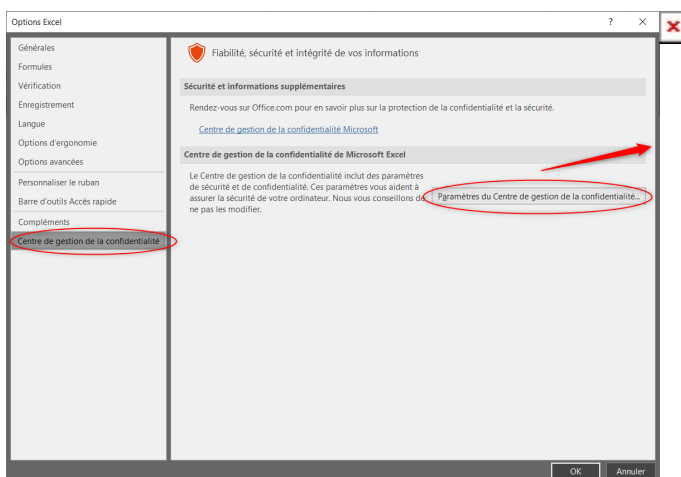 Options Excel
Générales
Formules
Vérification
Enregistrement
Langue
Options d'ergonomie
Options avancées
Personnaliser le ruban
Barre d'outils Accès rapide
Compléments
Centre de gestion de la confidentialité
Fiabilité, sécurité et intégrité de vos informations
Sécurité et informations supplémentaires
Rendez-vous sur Office.com pour en savoir plus sur la protection de la confidentialité et la sécurité.
Centre de gestion de la confidentialité Microsoft
Centre de gestion de la confidentialité de Microsoft Excel
Le Centre de gestion de la confidentialité inclut des paramètres
de sécurité et de confidentialité. Ces paramètres vous aident à
assurer la sécurité de votre ordinateur. Nous vous conseillons de
ne pas les modifier.
Paramètres du Centre de gestion de la confidentialité...
OK
Annuler